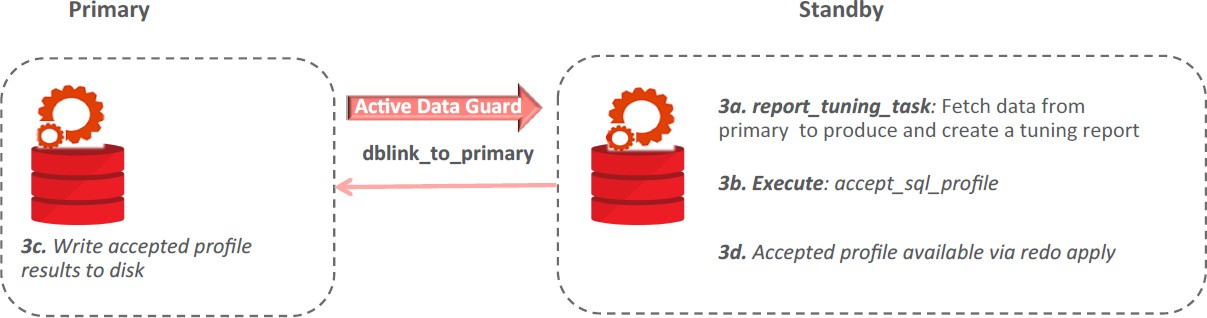 Primary
Standby
Active Data Guard
dblink_to_primary
3c. Write accepted profile
results to disk
3a. report_tuning_task: Fetch data from
primary to produce and create a tuning report
3b. Execute: accept_sql_profile
3d. Accepted profile available via redo apply